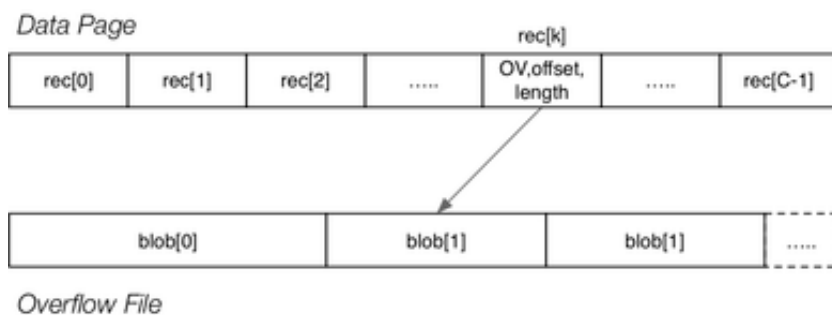 Data Page
rec[k]
rec[0] rec[1] rec[2] ..... OV,offset, length ..... rec[C-1]
blob[0] blob[1] blob[1] .....
Overflow File